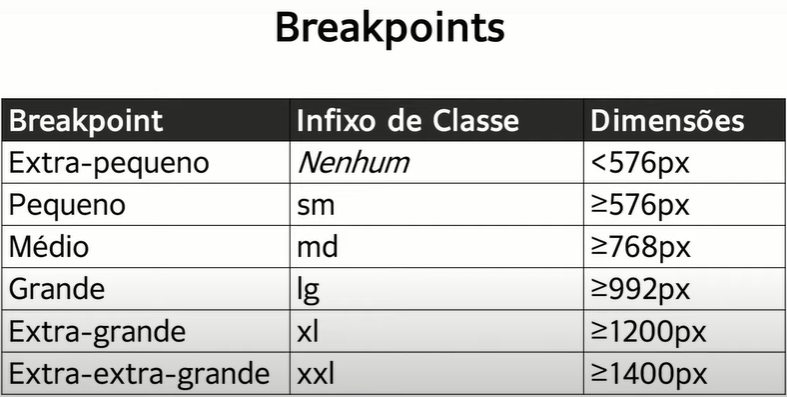 Breakpoints
Breakpoint Infixo de Classe Dimensões
Extra-pequeno Nenhum <576px
Pequeno sm ≥576px
Médio md ≥768px
Grande lg ≥992px
Extra-grande xl ≥1200px
Extra-extra-grande xxl ≥1400px